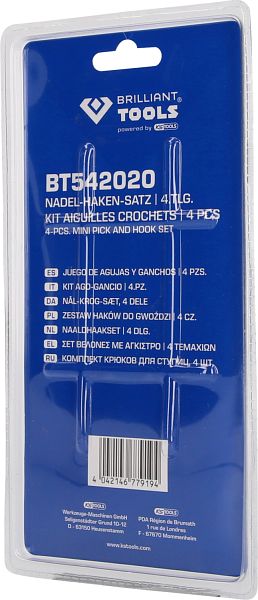 BRILLIANT
TOOLS
powered by KS TOOLS
BT542020
NADEL-HAKEN-SATZ | 4.TLG.
KIT AIGUILLES CROCHETS | 4 PCS
4-PCS. MINI PICK AND HOOK SET
ES JUEGO DE AGUJAS Y GANCHOS | 4 PZS.
IT KIT AGO-GANCIO | 4.PZ.
DA NÅL-KROG-SÆT, 4 DELE
PL ZESTAW HAKÓW DO GWOŹDZI | 4 CZ.
NL NAALDHAAKSET | 4 DLG.
EL ΣΕΤ ΒΕΛΟΝΕΣ ΜΕ ΑΓΚΙΣΤΡΟ | 4 ΤΕΜΑΧΙΩΝ
RU КОМПЛЕКТ КРЮКОВ ДЛЯ СТУПИЦ, 4 ШТ.
4 042146 779194
KS TOOLS
Werkzeuge-Maschinen GmbH
Seligenstädter Grund 10-12
D - 63150 Heusenstamm
KS TOOLS
PDA Région de Brumath
1 rue de Londres
F - 67670 Mommenheim
www.kstools.com